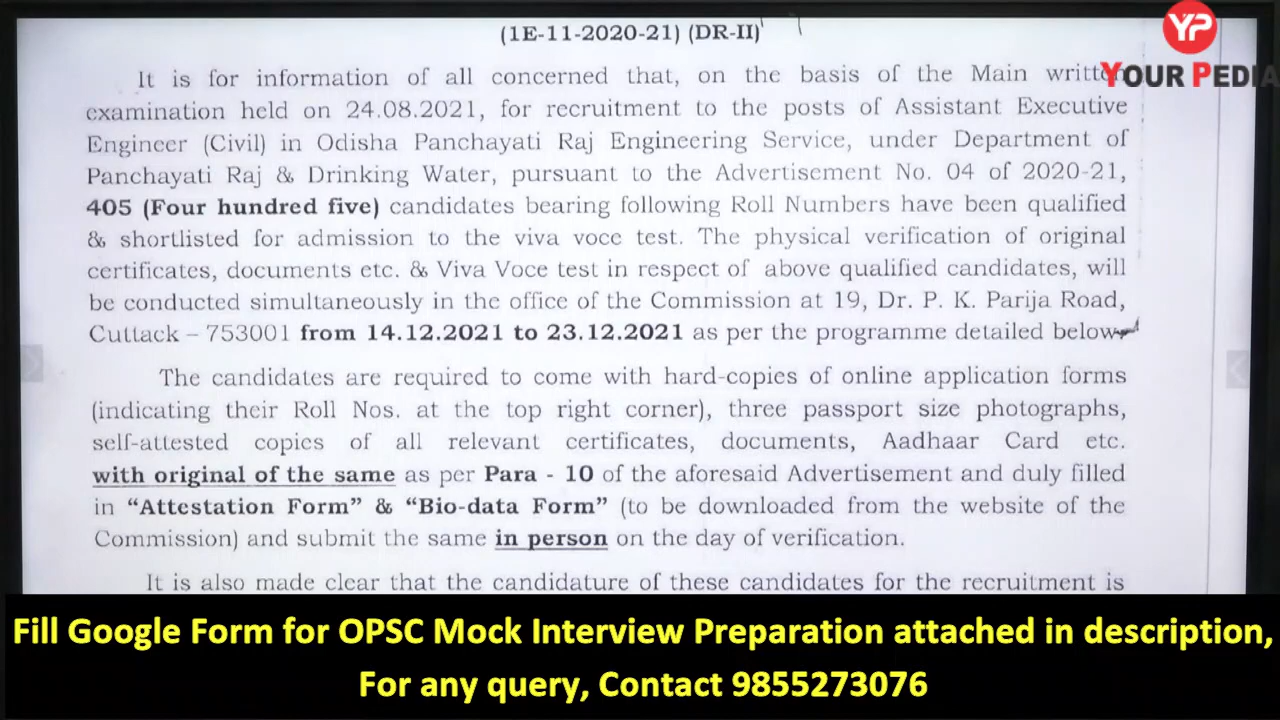 (1E-11-2020-21) (DR-II)
YP
YOUR PEDIA
It is for information of all concerned that, on the basis of the Main written
examination held on 24.08.2021, for recruitment to the posts of Assistant Executive
Engineer (Civil) in Odisha Panchayati Raj Engineering Service, under Department of
Panchayati Raj & Drinking Water, pursuant to the Advertisement No. 04 of 2020-21,
405 (Four hundred five) candidates bearing following Roll Numbers have been qualified
& shortlisted for admission to the viva voce test. The physical verification of original
certificates, documents etc. & Viva Voce test in respect of above qualified candidates, will
be conducted simultaneously in the office of the Commission at 19, Dr. P. K. Parija Road,
Cuttack – 753001 from 14.12.2021 to 23.12.2021 as per the programme detailed below
The candidates are required to come with hard-copies of online application forms
(indicating their Roll Nos. at the top right corner), three passport size photographs,
self-attested copies of all relevant certificates, documents, Aadhaar Card etc.
with original of the same as per Para - 10 of the aforesaid Advertisement and duly filled
in “Attestation Form” & “Bio-data Form” (to be downloaded from the website of the
Commission) and submit the same in person on the day of verification.
It is also made clear that the candidature of these candidates for the recruitment is
Fill Google Form for OPSC Mock Interview Preparation attached in description,
For any query, Contact 9855273076